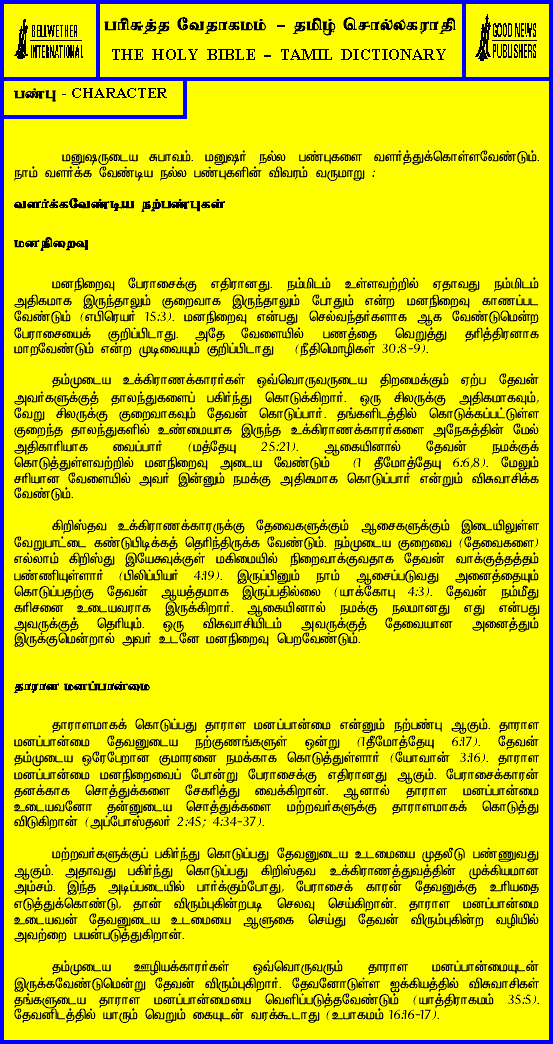 BELLWETHER
INTERNATIONAL
பரிசுத்த வேதாகமம் - தமிழ் சொல்லகராதி
THE HOLY BIBLE - TAMIL DICTIONARY
GOOD NEWS
PUBLISHERS
பண்பு - CHARACTER
மனுஷருடைய சுபாவம். மனுஷர் நல்ல பண்புகளை வளர்த்துக்கொள்ளவேண்டும்.
நாம் வளர்க்க வேண்டிய நல்ல பண்புகளின் விவரம் வருமாறு :
வளர்க்கவேண்டிய நற்பண்புகள்
மனநிறைவு
மனநிறைவு பேராசைக்கு எதிரானது. நம்மிடம் உள்ளவற்றில் ஏதாவது நம்மிடம்
அதிகமாக இருந்தாலும் குறைவாக இருந்தாலும் போதும் என்ற மனநிறைவு காணப்பட
வேண்டும் (எபிரெயர் 15:3). மனநிறைவு என்பது செல்வந்தர்களாக ஆக வேண்டுமென்ற
பேராசையைக் குறிப்பிடாது. அதே வேளையில் பணத்தை வெறுத்து தரித்திரனாக
மாறவேண்டும் என்ற முடிவையும் குறிப்பிடாது (நீதிமொழிகள் 30:8-9).
தம்முடைய உக்கிராணக்காரர்கள் ஒவ்வொருவருடைய திறமைக்கும் ஏற்ப தேவன்
அவர்களுக்குத் தாலந்துகளைப் பகிர்ந்து கொடுக்கிறார். ஒரு சிலருக்கு அதிகமாகவும்,
வேறு சிலருக்கு குறைவாகவும் தேவன் கொடுப்பார். தங்களிடத்தில் கொடுக்கப்பட்டுள்ள
குறைந்த தாலந்துகளில் உண்மையாக இருந்த உக்கிராணக்காரர்களை அநேகத்தின் மேல்
அதிகாரியாக வைப்பார் (மத்தேயு 25:21). ஆகையினால் தேவன் நமக்குக்
கொடுத்துள்ளவற்றில் மனநிறைவு அடைய வேண்டும் (1 தீமோத்தேயு 6:6,8). மேலும்
சரியான வேளையில் அவர் இன்னும் நமக்கு அதிகமாக கொடுப்பார் என்றும் விசுவாசிக்க
வேண்டும்.
கிறிஸ்தவ உக்கிராணக்காரருக்கு தேவைகளுக்கும் ஆசைகளுக்கும் இடையிலுள்ள
வேறுபாட்டை கண்டுபிடிக்கத் தெரிந்திருக்க வேண்டும். நம்முடைய குறைவை (தேவைகளை)
எல்லாம் கிறிஸ்து இயேசுவுக்குள் மகிமையில் நிறைவாக்குவதாக தேவன் வாக்குத்தத்தம்
பண்ணியுள்ளார் (பிலிப்பியர் 4:19). இருப்பினும் நாம் ஆசைப்படுவது அனைத்தையும்
கொடுப்பதற்கு தேவன் ஆயத்தமாக இருப்பதில்லை (யாக்கோபு 4:3). தேவன் நம்மீது
கரிசனை உடையவராக இருக்கிறார். ஆகையினால் நமக்கு நலமானது எது என்பது
அவருக்குத் தெரியும். ஒரு விசுவாசியிடம் அவருக்குத் தேவையான அனைத்தும்
இருக்குமென்றால் அவர் உடனே மனநிறைவு பெறவேண்டும்.
தாராள மனப்பான்மை
தாராளமாகக் கொடுப்பது தாராள மனப்பான்மை என்னும் நற்பண்பு ஆகும். தாராள
மனப்பான்மை தேவனுடைய நற்குணங்களுள் ஒன்று (1தீமோத்தேயு 6:17). தேவன்
தம்முடைய ஒரேபேறான குமாரனை நமக்காக கொடுத்துள்ளார் (யோவான் 3:16). தாராள
மனப்பான்மை மனநிறைவைப் போன்று பேராசைக்கு எதிரானது ஆகும். பேராசைக்காரன்
தனக்காக சொத்துக்களை சேகரித்து வைக்கிறான். ஆனால் தாராள மனப்பான்மை
உடையவனோ தன்னுடைய சொத்துக்களை மற்றவர்களுக்கு தாராளமாகக் கொடுத்து
விடுகிறான் (அப்போஸ்தலர் 2:45; 4:34-37).
மற்றவர்களுக்குப் பகிர்ந்து கொடுப்பது தேவனுடைய உடமையை முதலீடு பண்ணுவது
ஆகும். அதாவது பகிர்ந்து கொடுப்பது கிறிஸ்தவ உக்கிராணத்துவத்தின் முக்கியமான
அம்சம். இந்த அடிப்படையில் பார்க்கும்போது, பேராசைக் காரன் தேவனுக்கு உரியதை
எடுத்துக்கொண்டு, தான் விரும்புகின்றபடி செலவு செய்கிறான். தாராள மனப்பான்மை
உடையவன் தேவனுடைய உடமையை ஆளுகை செய்து தேவன் விரும்புகின்ற வழியில்
அவற்றை பயன்படுத்துகிறான்.
தம்முடைய ஊழியக்காரர்கள் ஒவ்வொருவரும் தாராள மனப்பான்மையுடன்
இருக்கவேண்டுமென்று தேவன் விரும்புகிறார். தேவனோடுள்ள ஐக்கியத்தில் விசுவாசிகள்
தங்களுடைய தாராள மனப்பான்மையை வெளிப்படுத்தவேண்டும் (யாத்திராகமம் 35:5).
தேவனிடத்தில் யாரும் வெறும் கையுடன் வரக்கூடாது (உபாகமம் 16:16-17).